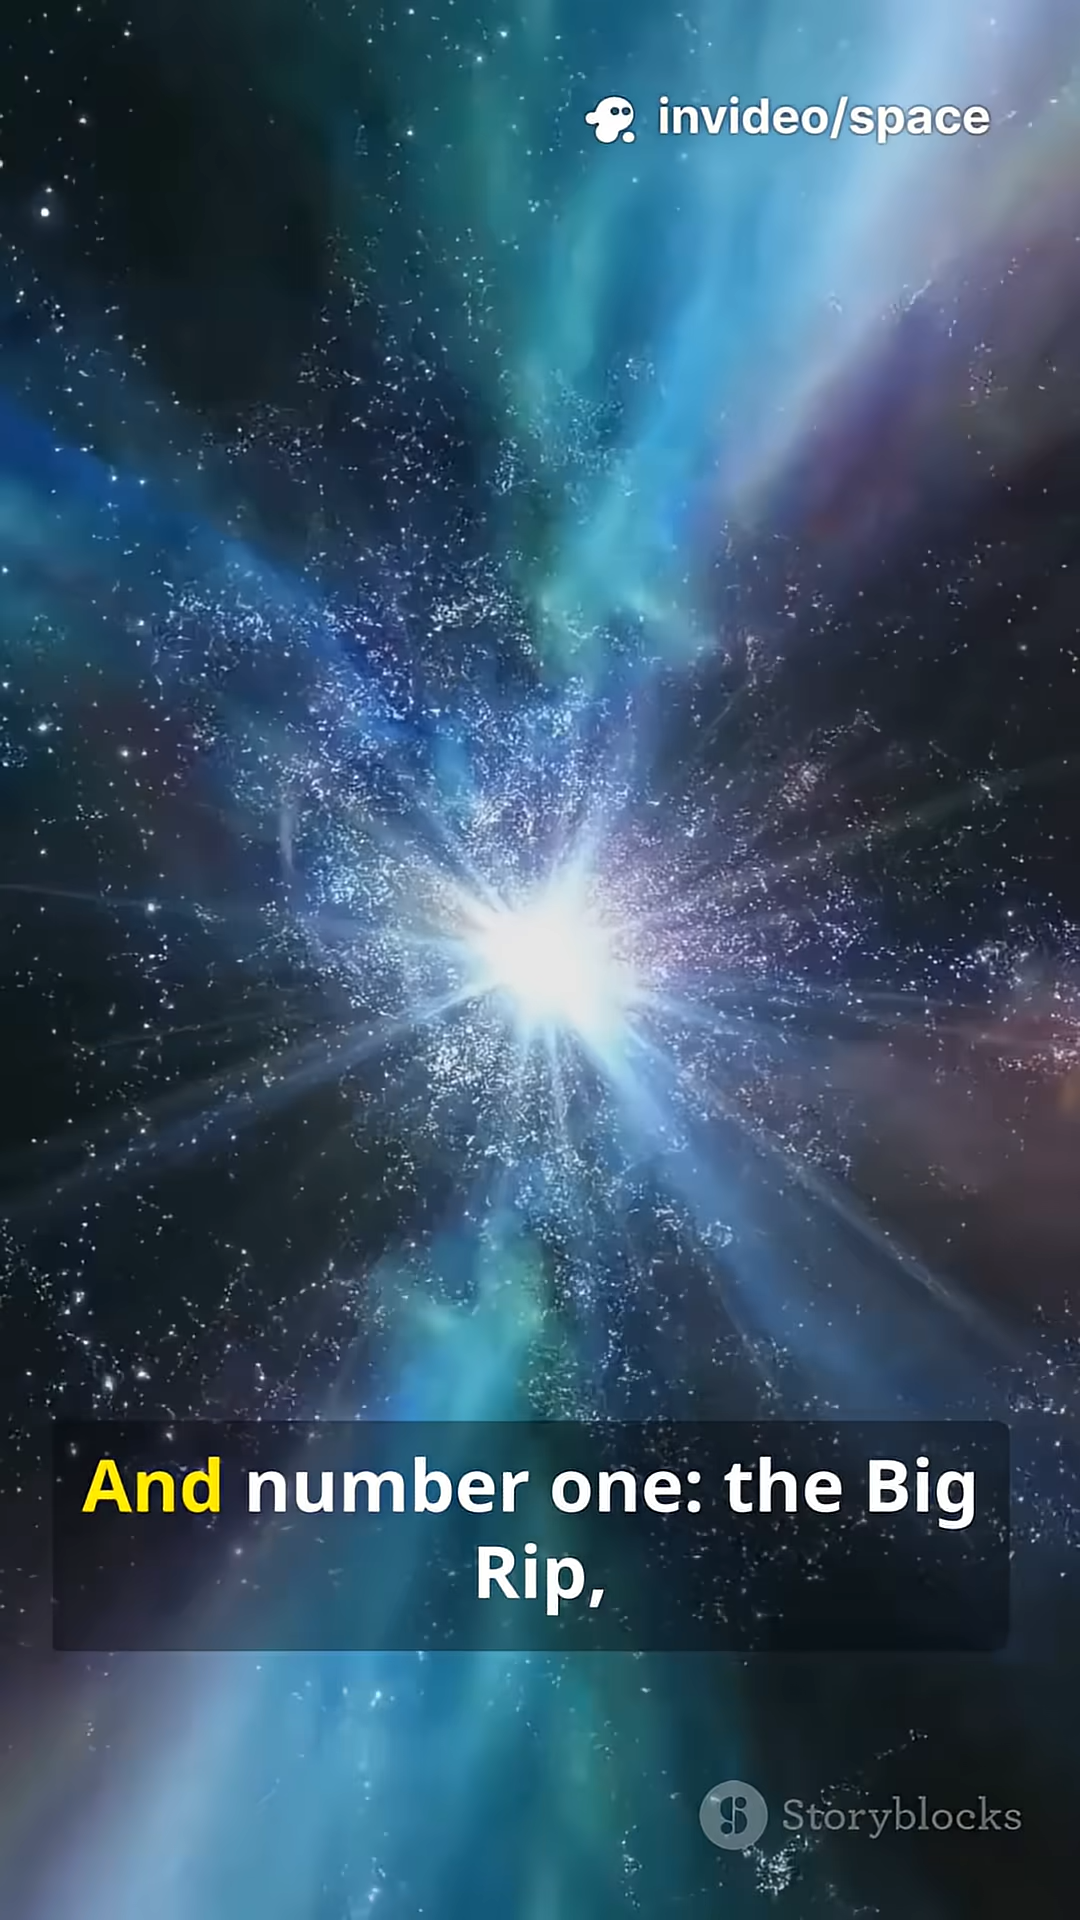 invideo/space
And number one: the Big
Rip,
Storyblocks